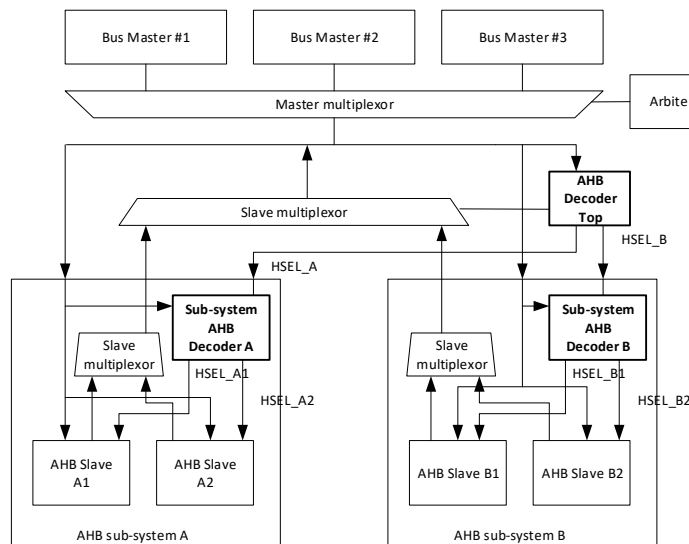 Bus Master #1
Bus Master #2
Bus Master #3
Master multiplexor
Arbite
AHB
Decoder
Top
Slave multiplexor
HSEL_B
HSEL_A
Sub-system
AHB
Decoder A
Sub-system
AHB
Decoder B
Slave
multiplexor
Slave
multiplexor
HSEL_A1
HSEL_B1
HSEL_A2
HSEL_B2
AHB Slave
A1
AHB Slave
A2
AHB Slave B1
AHB Slave B2
AHB sub-system A
AHB sub-system B